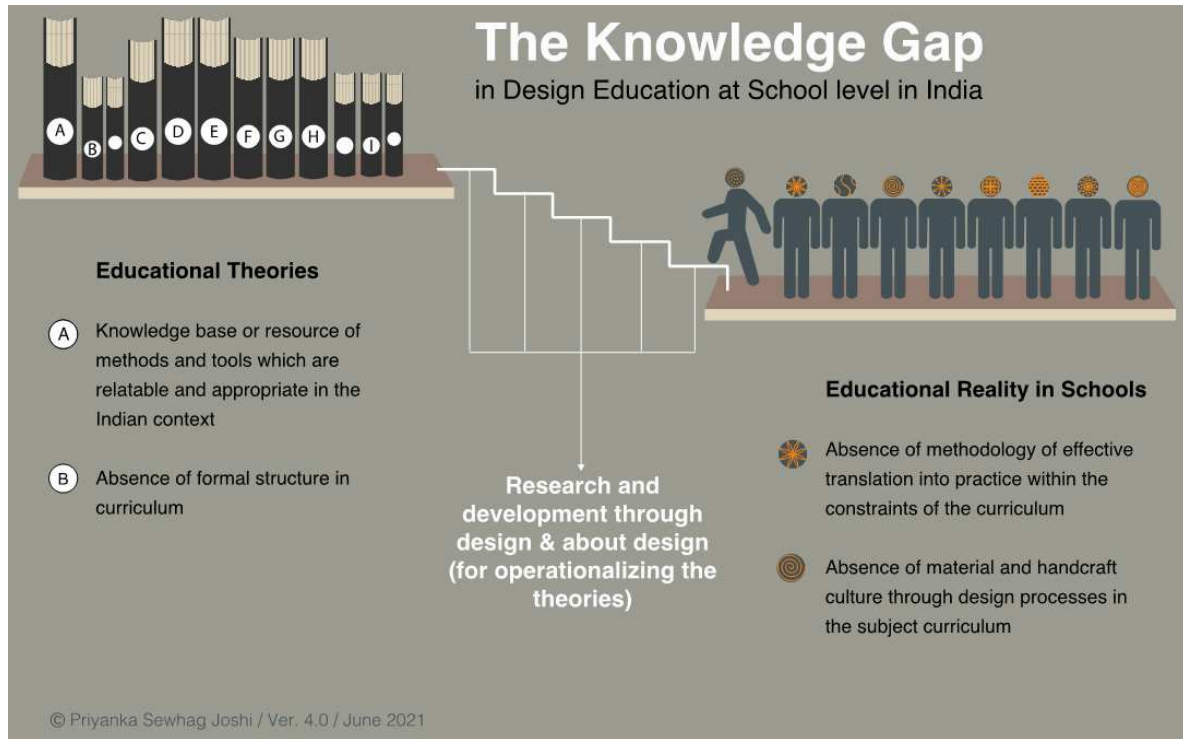 The Knowledge Gap
in Design Education at School level in India
A
B
C
D
E
F
G
H
I
Educational Theories
A
Knowledge base or resource of
methods and tools which are
relatable and appropriate in the
Indian context
B
Absence of formal structure in
curriculum
Research and
development through
design & about design
(for operationalizing the
theories)
Educational Reality in Schools
Absence of methodology of effective
translation into practice within the
constraints of the curriculum
Absence of material and handcraft
culture through design processes in
the subject curriculum
© Priyanka Sewhag Joshi / Ver. 4.0 / June 2021